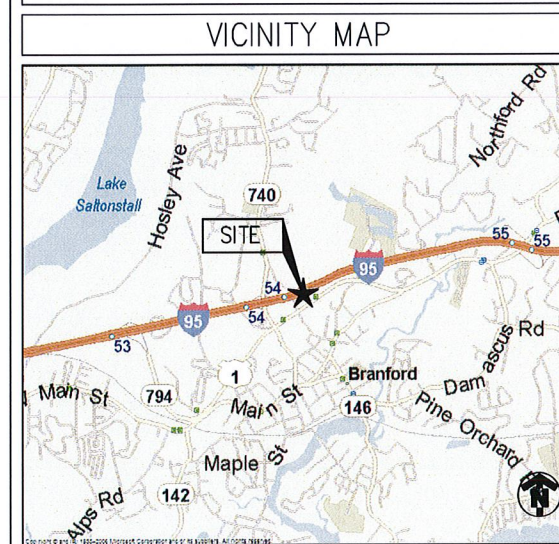 VICINITY MAP
Northford Rd
Hosley Ave
Lake
Saltonstall
740
SITE
55
55
95
54
54
95
53
Damascus Rd
1
Branford
N Main St
794
Main St
146
Pine Orchard
Maple St
142
Alps Rd
N